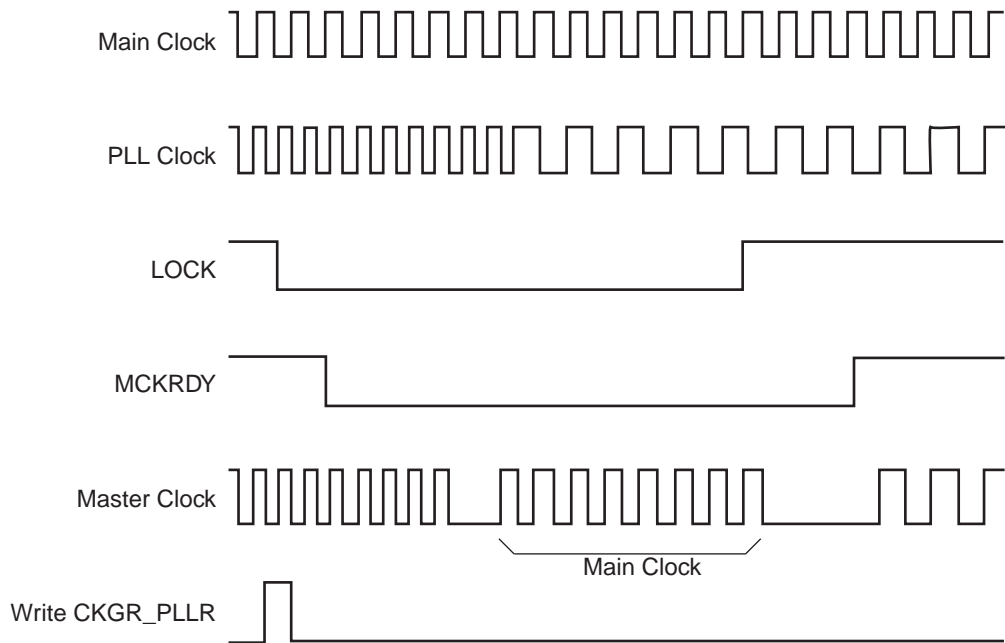 Main Clock
PLL Clock
LOCK
MCKRDY
Master Clock
Main Clock
Write CKGR_PLLR